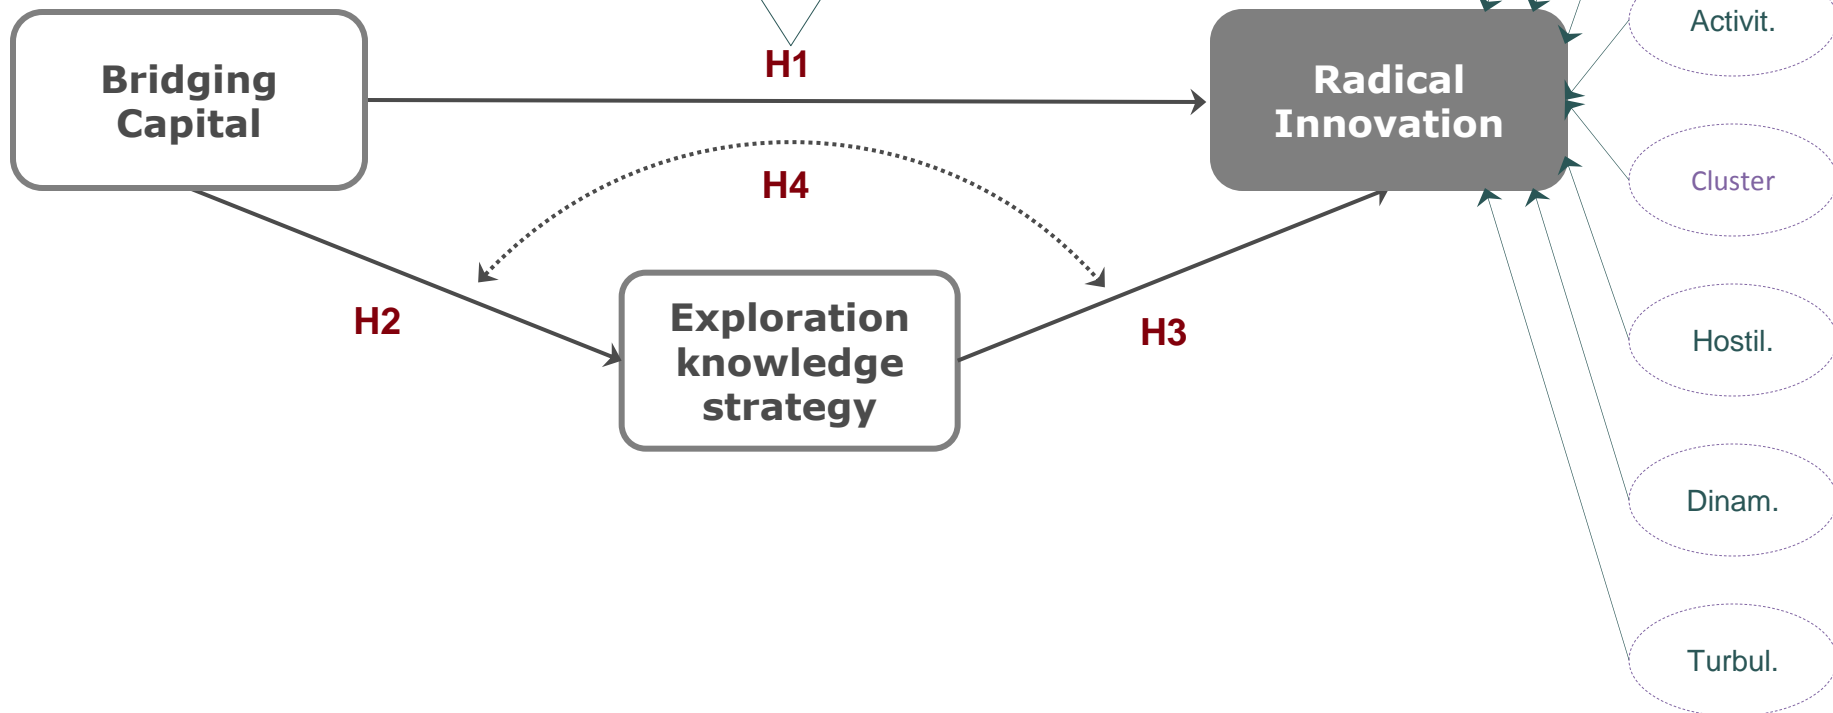 Activit.
H1
Bridging
Capital
Radical
Innovation
Cluster
H4
H2
Exploration
knowledge
strategy
H3
Hostil.
Dinam.
Turbul.